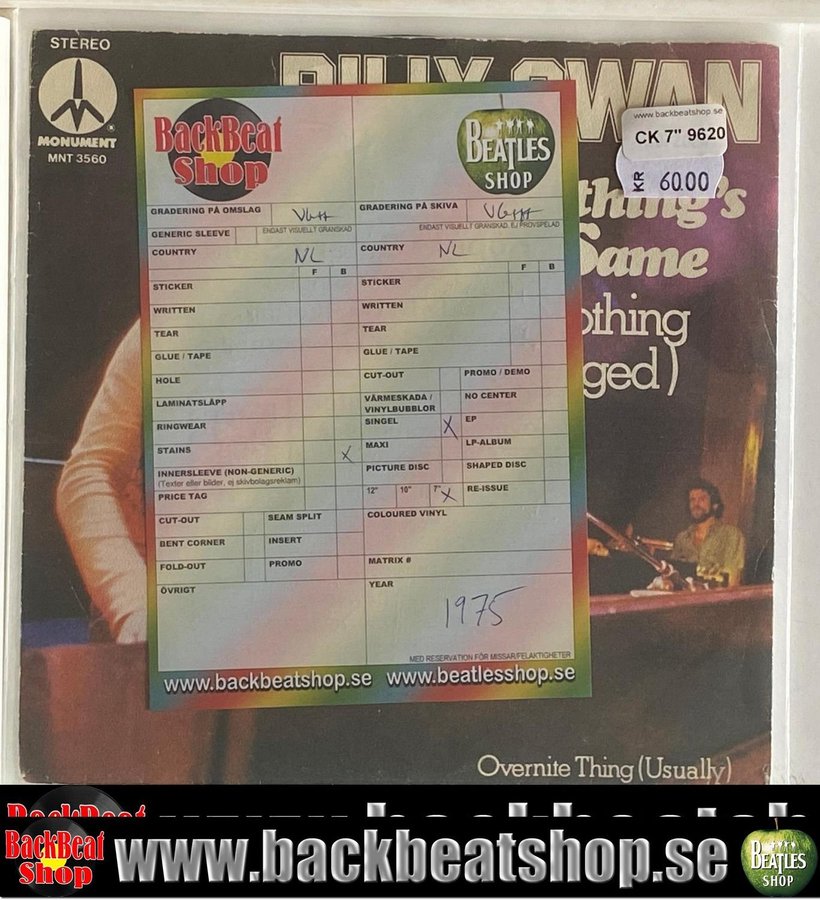 STEREO
BILLY SWAN
MONUMENT
MNT 3560
www.backbeatshop.se
CK 7" 9620
KR 60.00
thing's
Same
othing
ged)
BackBeat
Shop
BEATLES
SHOP
GRADERING PÅ OMSLAG VG++
GRADERING PÅ SKIVA VG+++
GENERIC SLEEVE
ENDAST VISUELLT GRANSKAD
ENDAST VISUELLT GRANSKAD, EJ PROVSPELAD
COUNTRY NL
COUNTRY NL
F B
F B
STICKER
STICKER
WRITTEN
WRITTEN
TEAR
TEAR
GLUE / TAPE
GLUE / TAPE
HOLE
CUT-OUT PROMO / DEMO
LAMINATSLÄPP
VÄRMESKADA /
VINYLBUBBLOR
NO CENTER
RINGWEAR
SINGEL X EP
STAINS X
MAXI LP-ALBUM
INNERSLEEVE (NON-GENERIC)
(Texter eller bilder, ej skivbolagsreklam)
PICTURE DISC SHAPED DISC
PRICE TAG
12" 10" 7" X RE-ISSUE
CUT-OUT SEAM SPLIT
COLOURED VINYL
BENT CORNER INSERT
FOLD-OUT PROMO
MATRIX #
ÖVRIGT
YEAR
1975
MED RESERVATION FÖR MISSAR/FELAKTIGHETER
www.backbeatshop.se www.beatlesshop.se
Overnite Thing (Usually)
BackBeat
Shop
www.backbeatshop.se
BEATLES
SHOP